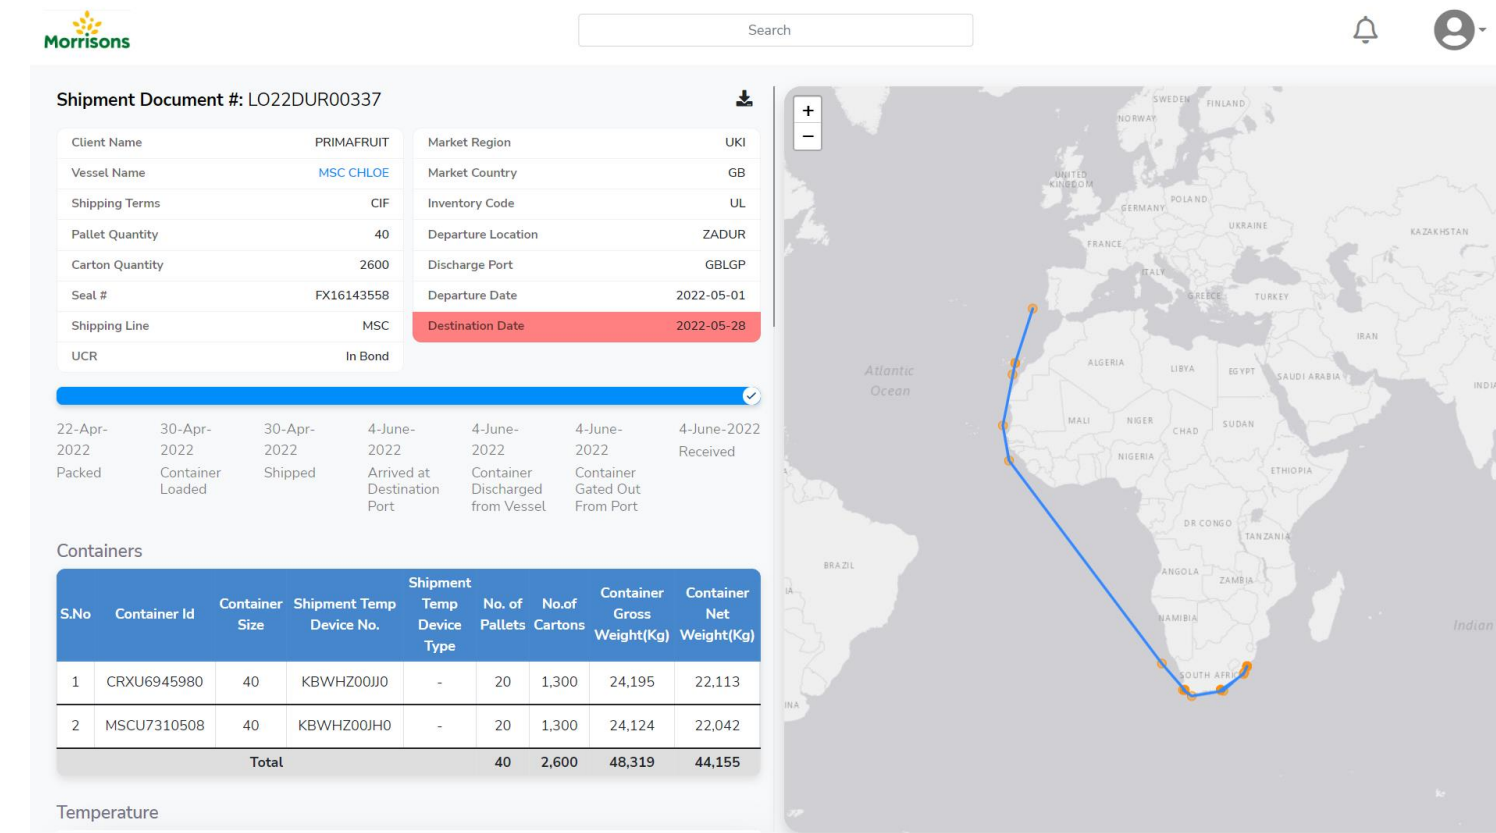 Morrisons
Search
Shipment Document #: LO22DUR00337
Client Name PRIMAFRUIT
Vessel Name MSC CHLOE
Shipping Terms CIF
Pallet Quantity 40
Carton Quantity 2600
Seal # FX16143558
Shipping Line MSC
UCR In Bond
Market Region UKI
Market Country GB
Inventory Code UL
Departure Location ZADUR
Discharge Port GBLGP
Departure Date 2022-05-01
Destination Date 2022-05-28
22-Apr-
2022
Packed
30-Apr-
2022
Container
Loaded
30-Apr-
2022
Shipped
4-June-
2022
Arrived at
Destination
Port
4-June-
2022
Container
Discharged
from Vessel
4-June-
2022
Container
Gated Out
From Port
4-June-2022
Received
Containers
S.No Container Id Container Size Shipment Temp Device No. Shipment Temp Device Type No. of Pallets No.of Cartons Container Gross Weight(Kg) Container Net Weight(Kg)
1 CRXU6945980 40 KBWHZ00JJ0 - 20 1,300 24,195 22,113
2 MSCU7310508 40 KBWHZ00JH0 - 20 1,300 24,124 22,042
Total 40 2,600 48,319 44,155
Temperature
+
−
SWEDEN
FINLAND
NORWAY
UNITED
KINGDOM
POLAND
GERMANY
UKRAINE
KAZAKHSTAN
FRANCE
ITALY
GREECE
TURKEY
IRAN
ALGERIA
LIBYA
EGYPT
SAUDI ARABIA
INDIA
Atlantic
Ocean
MALI
NIGER
CHAD
SUDAN
NIGERIA
ETHIOPIA
DR CONGO
TANZANIA
BRAZIL
ANGOLA
ZAMBIA
NAMIBIA
Indian
SOUTH AFRIC